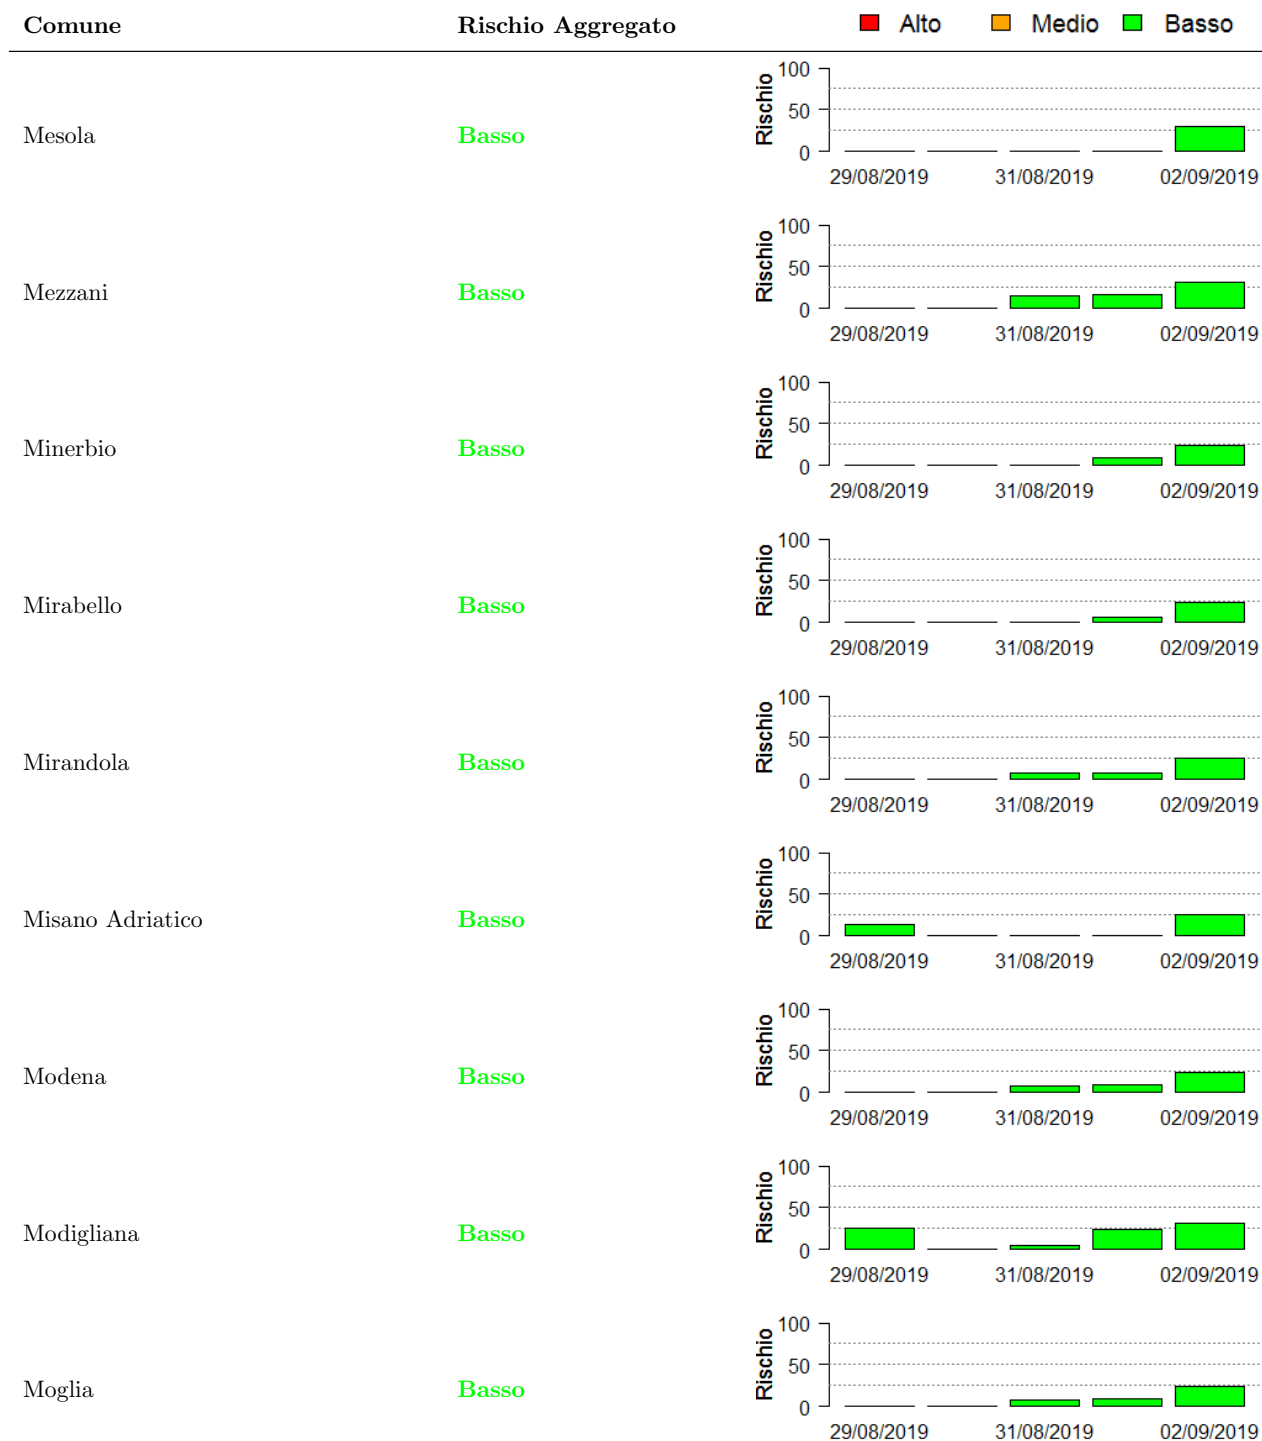 Comune Rischio Aggregato Alto Medio Basso
Mesola Basso
Rischio
100
50
0
29/08/2019 31/08/2019 02/09/2019
Mezzani Basso
Rischio
100
50
0
29/08/2019 31/08/2019 02/09/2019
Minerbio Basso
Rischio
100
50
0
29/08/2019 31/08/2019 02/09/2019
Mirabello Basso
Rischio
100
50
0
29/08/2019 31/08/2019 02/09/2019
Mirandola Basso
Rischio
100
50
0
29/08/2019 31/08/2019 02/09/2019
Misano Adriatico Basso
Rischio
100
50
0
29/08/2019 31/08/2019 02/09/2019
Modena Basso
Rischio
100
50
0
29/08/2019 31/08/2019 02/09/2019
Modigliana Basso
Rischio
100
50
0
29/08/2019 31/08/2019 02/09/2019
Moglia Basso
Rischio
100
50
0
29/08/2019 31/08/2019 02/09/2019